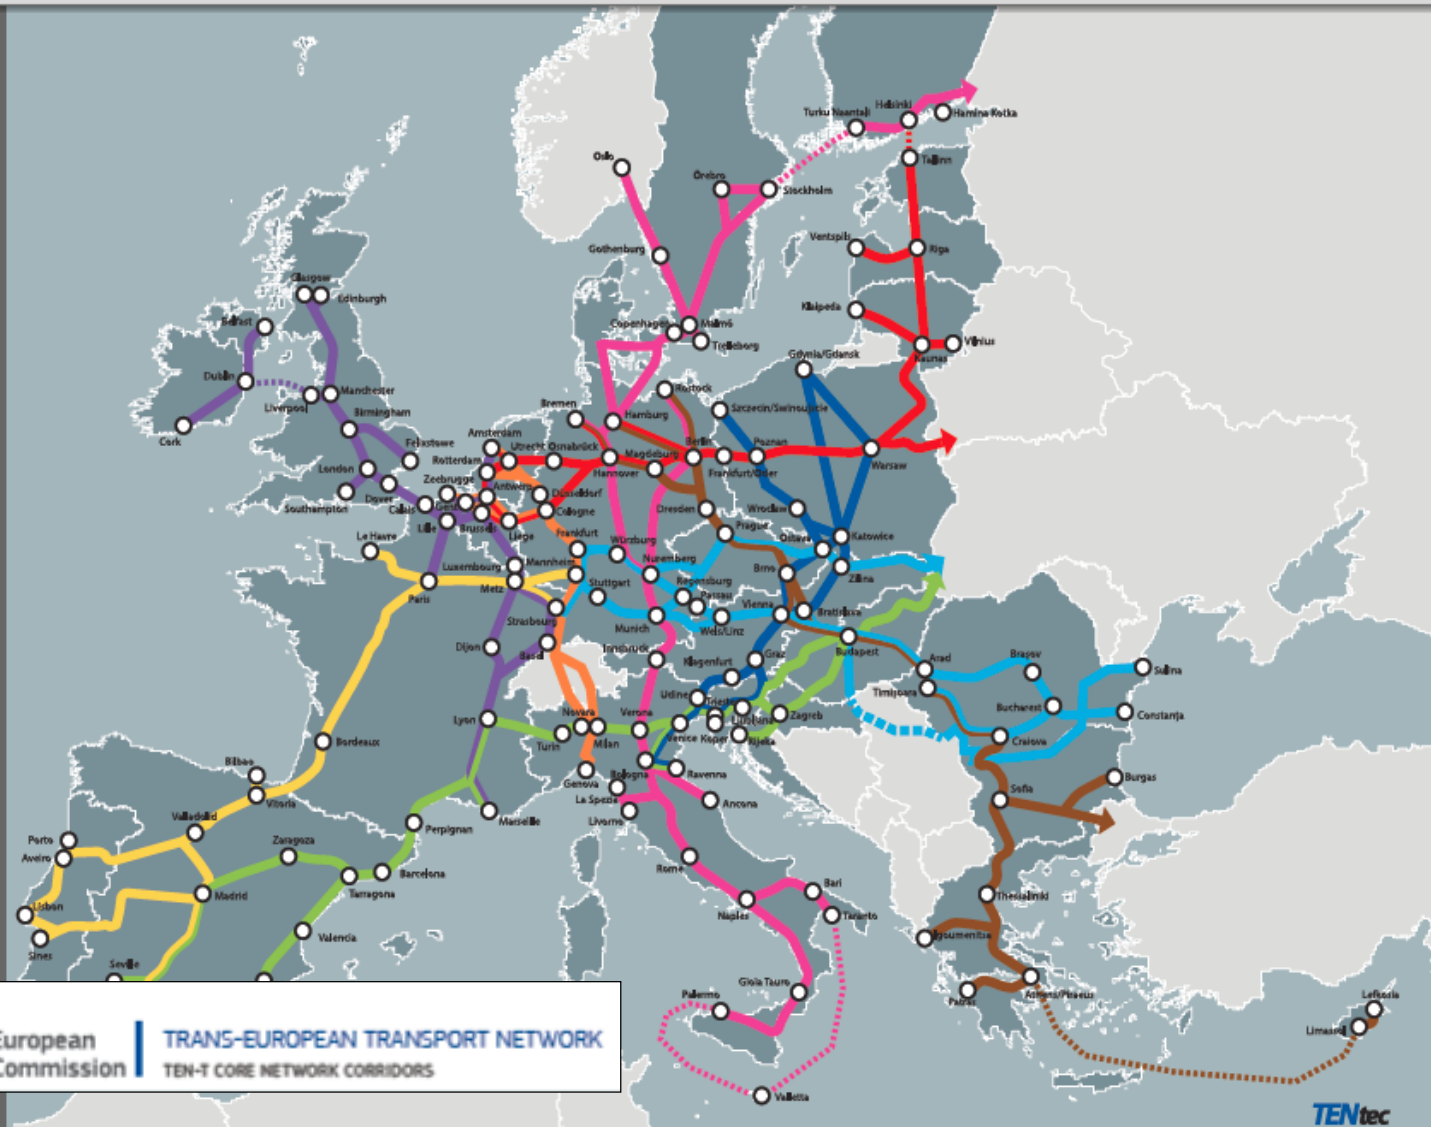 Helsinki
Turku Naantali
Hamina Kotka
Oslo
Tallinn
Örebro
Stockholm
Ventspils
Riga
Gothenburg
Glasgow
Edinburgh
Klaipeda
Belfast
Copenhagen
Malmö
Trelleborg
Kaunas
Vilnius
Gdynia/Gdansk
Dublin
Liverpool
Manchester
Rostock
Birmingham
Bremen
Hamburg
Szczecin/Swinoujscie
Cork
Felixstowe
Amsterdam
Utrecht
Osnabrück
Magdeburg
Berlin
Poznan
London
Rotterdam
Hannover
Frankfurt/Oder
Warsaw
Zeebrugge
Antwerp
Düsseldorf
Southampton
Dover
Calais
Gent
Cologne
Dresden
Wroclaw
Lille
Brussels
Liège
Le Havre
Frankfurt
Würzburg
Prague
Ostava
Katowice
Luxembourg
Mannheim
Nuremberg
Brno
Zilina
Paris
Metz
Stuttgart
Regensburg
Passau
Vienna
Bratislava
Strasbourg
Munich
Wels/Linz
Dijon
Basel
Innsbruck
Klagenfurt
Graz
Budapest
Arad
Brasov
Sulina
Timişoara
Udine
Trieste
Bucharest
Constanţa
Lyon
Novara
Verona
Ljubljana
Zagreb
Turin
Milan
Venice
Koper
Rijeka
Craiova
Bordeaux
Bilbao
Genova
Bologna
Ravenna
Burgas
Vitoria
La Spezia
Ancona
Sofia
Valladolid
Marseille
Livorno
Perpignan
Porto
Zaragoza
Aveiro
Rome
Barcelona
Madrid
Tarragona
Bari
Lisbon
Naples
Taranto
Thessaliniki
Valencia
Igoumenitsa
Sines
Seville
Gioia Tauro
Palermo
Patras
Athens/Piraeus
Lefkosia
Limassol
Valletta
European
Commission
TRANS-EUROPEAN TRANSPORT NETWORK
TEN-T CORE NETWORK CORRIDORS
TENtec